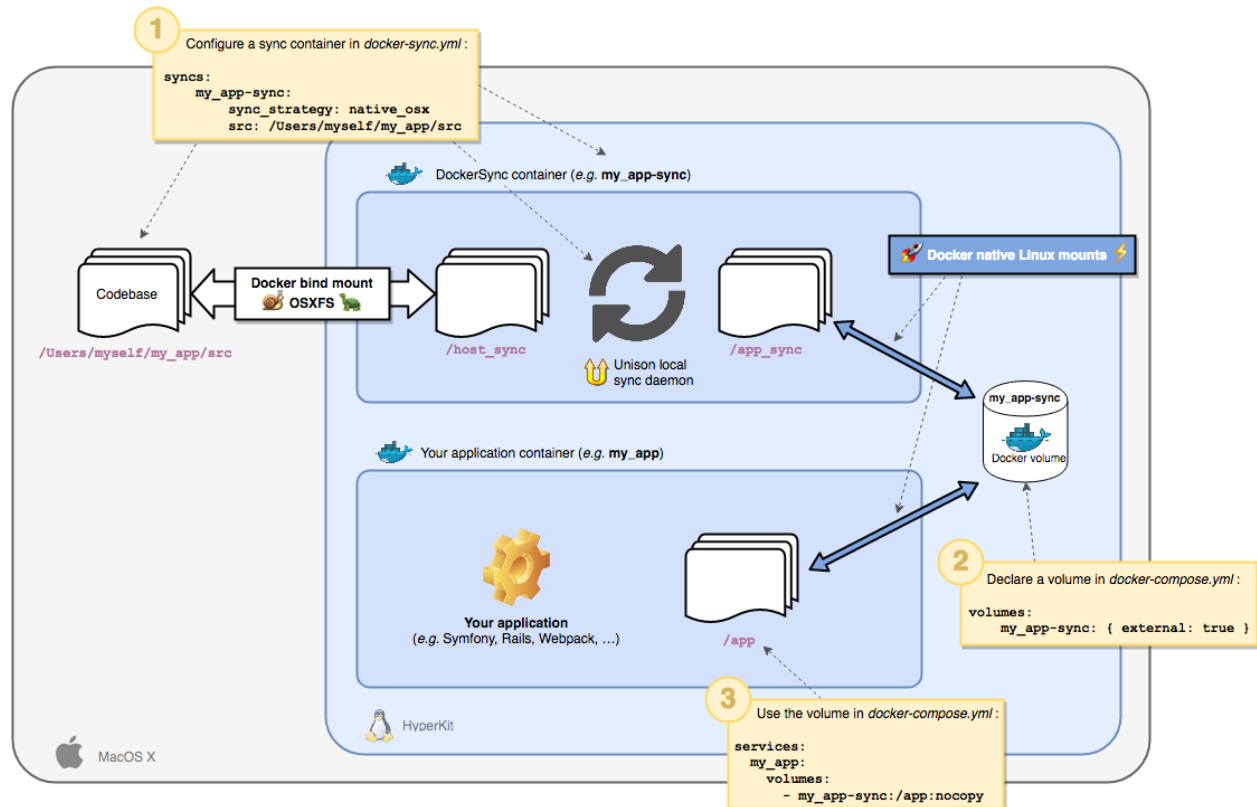 1
Configure a sync container in docker-sync.yml :
syncs:
    my_app-sync:
        sync_strategy: native_osx
        src: /Users/myself/my_app/src
DockerSync container (e.g. my_app-sync)
🚀 Docker native Linux mounts ⚡
Codebase
Docker bind mount
🐌 OSXFS 🐢
/Users/myself/my_app/src
/host_sync
Unison local
sync daemon
/app_sync
my_app-sync
Docker volume
Your application container (e.g. my_app)
Your application
(e.g. Symfony, Rails, Webpack, …)
/app
2
Declare a volume in docker-compose.yml :
volumes:
    my_app-sync: { external: true }
3
Use the volume in docker-compose.yml :
services:
  my_app:
    volumes:
      - my_app-sync:/app:nocopy
HyperKit
MacOS X